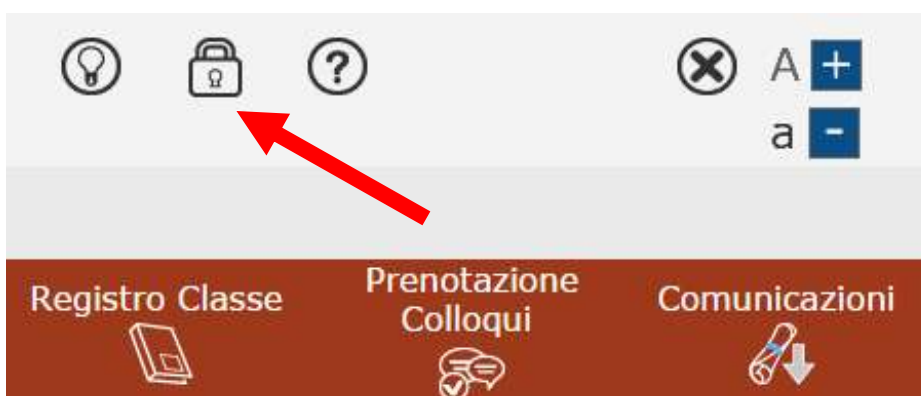 ?
A +
a -
Registro Classe
Prenotazione
Colloqui
Comunicazioni